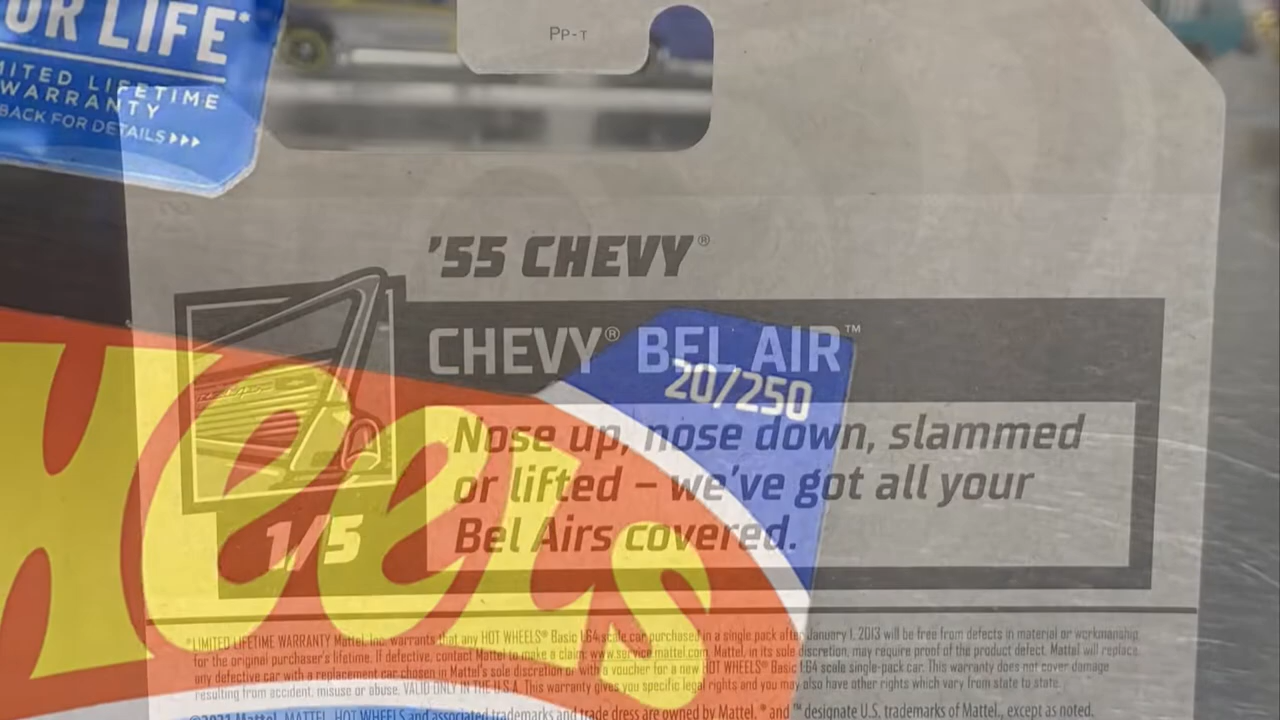 OR LIFE*
MITED LIFETIME
WARRANTY
BACK FOR DETAILS
Pp-t
'55 CHEVY®
CHEVY® BEL AIR™
20/250
Nose up, nose down, slammed
or lifted – we've got all your
Bel Airs covered.
1/5
Heels
*LIMITED LIFETIME WARRANTY Mattel, Inc. warrants that any HOT WHEELS® Basic 1:64 scale car purchased in a single pack after January 1, 2013 will be free from defects in material or workmanship
for the original purchaser's lifetime. If defective, contact Mattel to make a claim: www.service.mattel.com. Mattel, in its sole discretion, may require proof of the product defect. Mattel will replace
any defective car with a replacement car chosen in Mattel's sole discretion or with a voucher for a new HOT WHEELS® Basic 1:64 scale single-pack car. This warranty does not cover damage
resulting from accident, misuse or abuse. VALID ONLY IN THE U.S.A. This warranty gives you specific legal rights and you may also have other rights which vary from state to state.
Mattel. MATTEL, HOT WHEELS and associated trademarks and trade dress are owned by Mattel. ® and ™ designate U.S. trademarks of Mattel, except as noted.